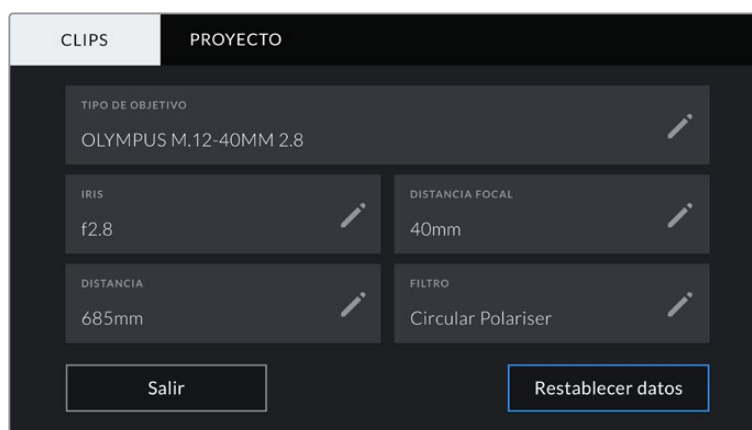 CLIPS PROYECTO
TIPO DE OBJETIVO
OLYMPUS M.12-40MM 2.8
IRIS
f2.8
DISTANCIA FOCAL
40mm
DISTANCIA
685mm
FILTRO
Circular Polariser
Salir
Restablecer datos